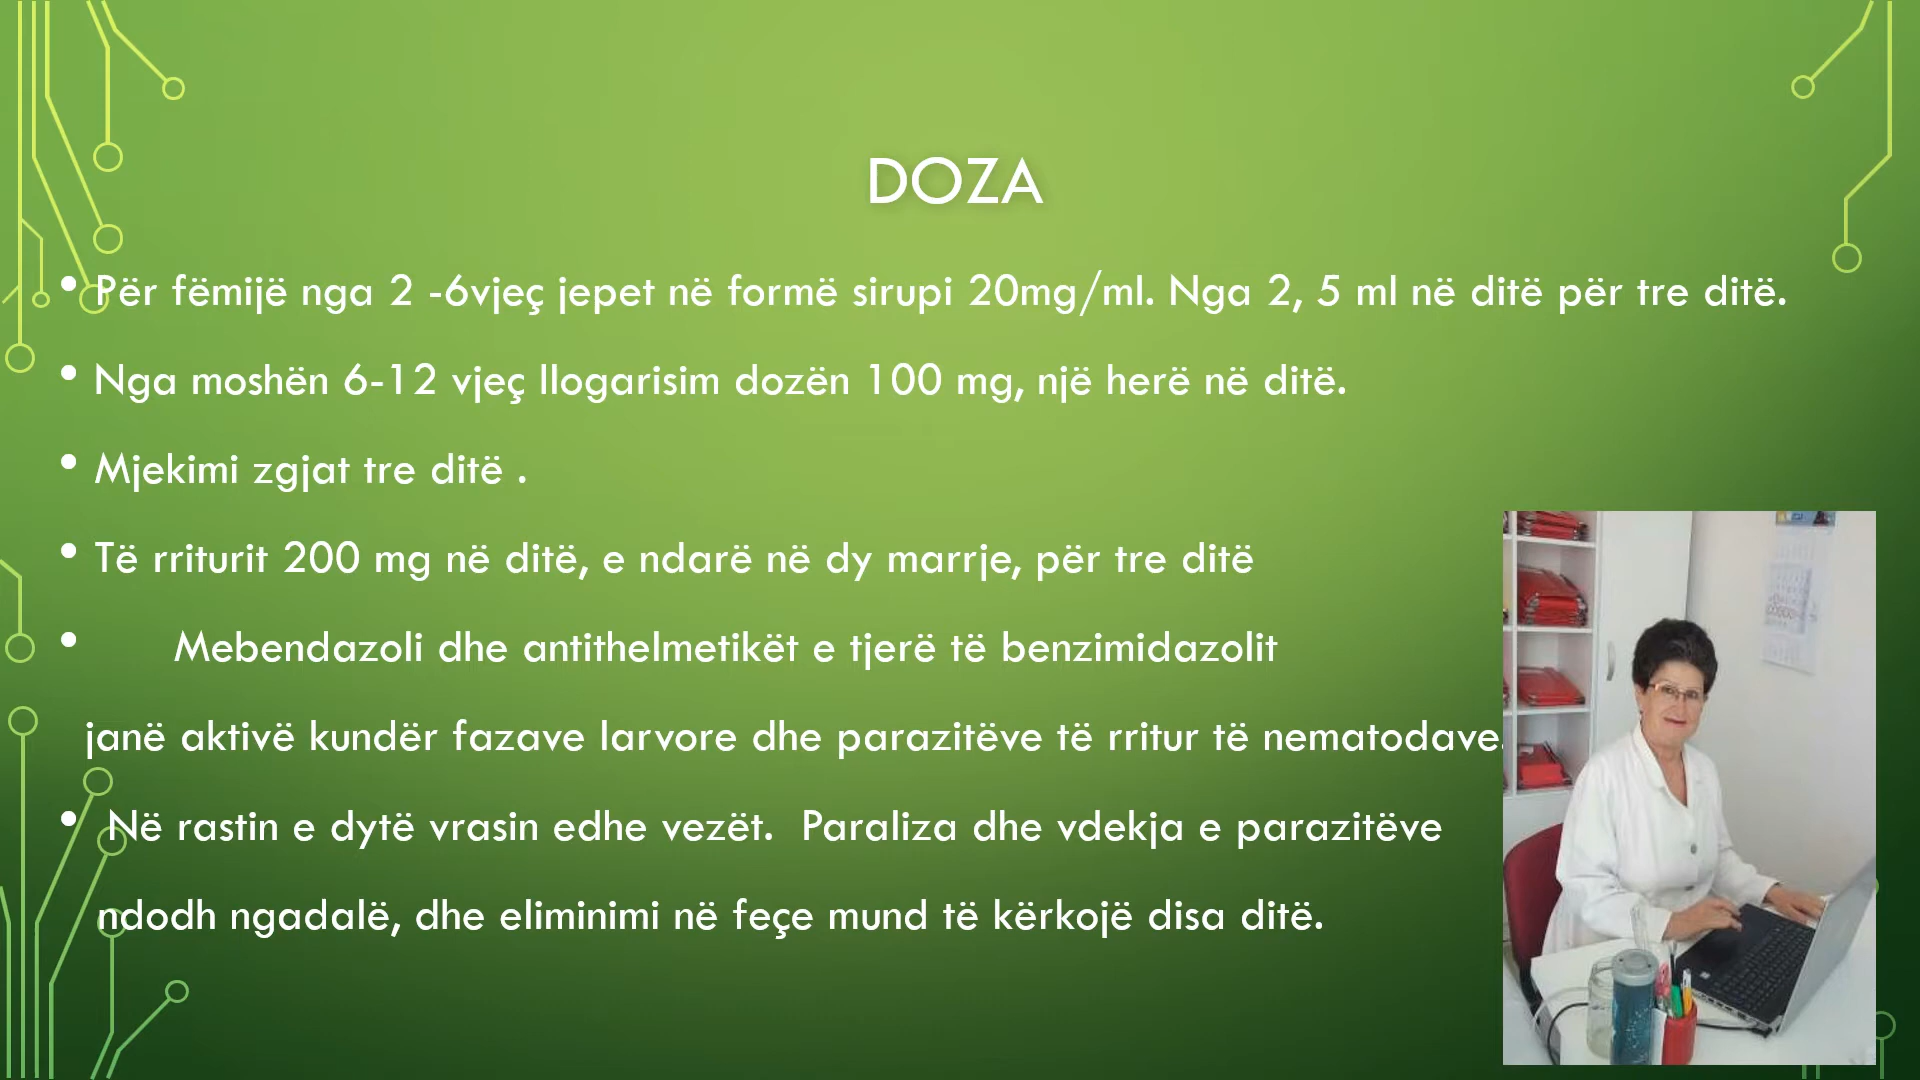 DOZA
• Për fëmijë nga 2 -6vjeç jepet në formë sirupi 20mg/ml. Nga 2, 5 ml në ditë për tre ditë.
• Nga moshën 6-12 vjeç llogarisim dozën 100 mg, një herë në ditë.
• Mjekimi zgjat tre ditë .
• Të rriturit 200 mg në ditë, e ndarë në dy marrje, për tre ditë
• Mebendazoli dhe antithelmetikët e tjerë të benzimidazolit
janë aktivë kundër fazave larvore dhe parazitëve të rritur të nematodave.
• Në rastin e dytë vrasin edhe vezët. Paraliza dhe vdekja e parazitëve
ndodh ngadalë, dhe eliminimi në feçe mund të kërkojë disa ditë.